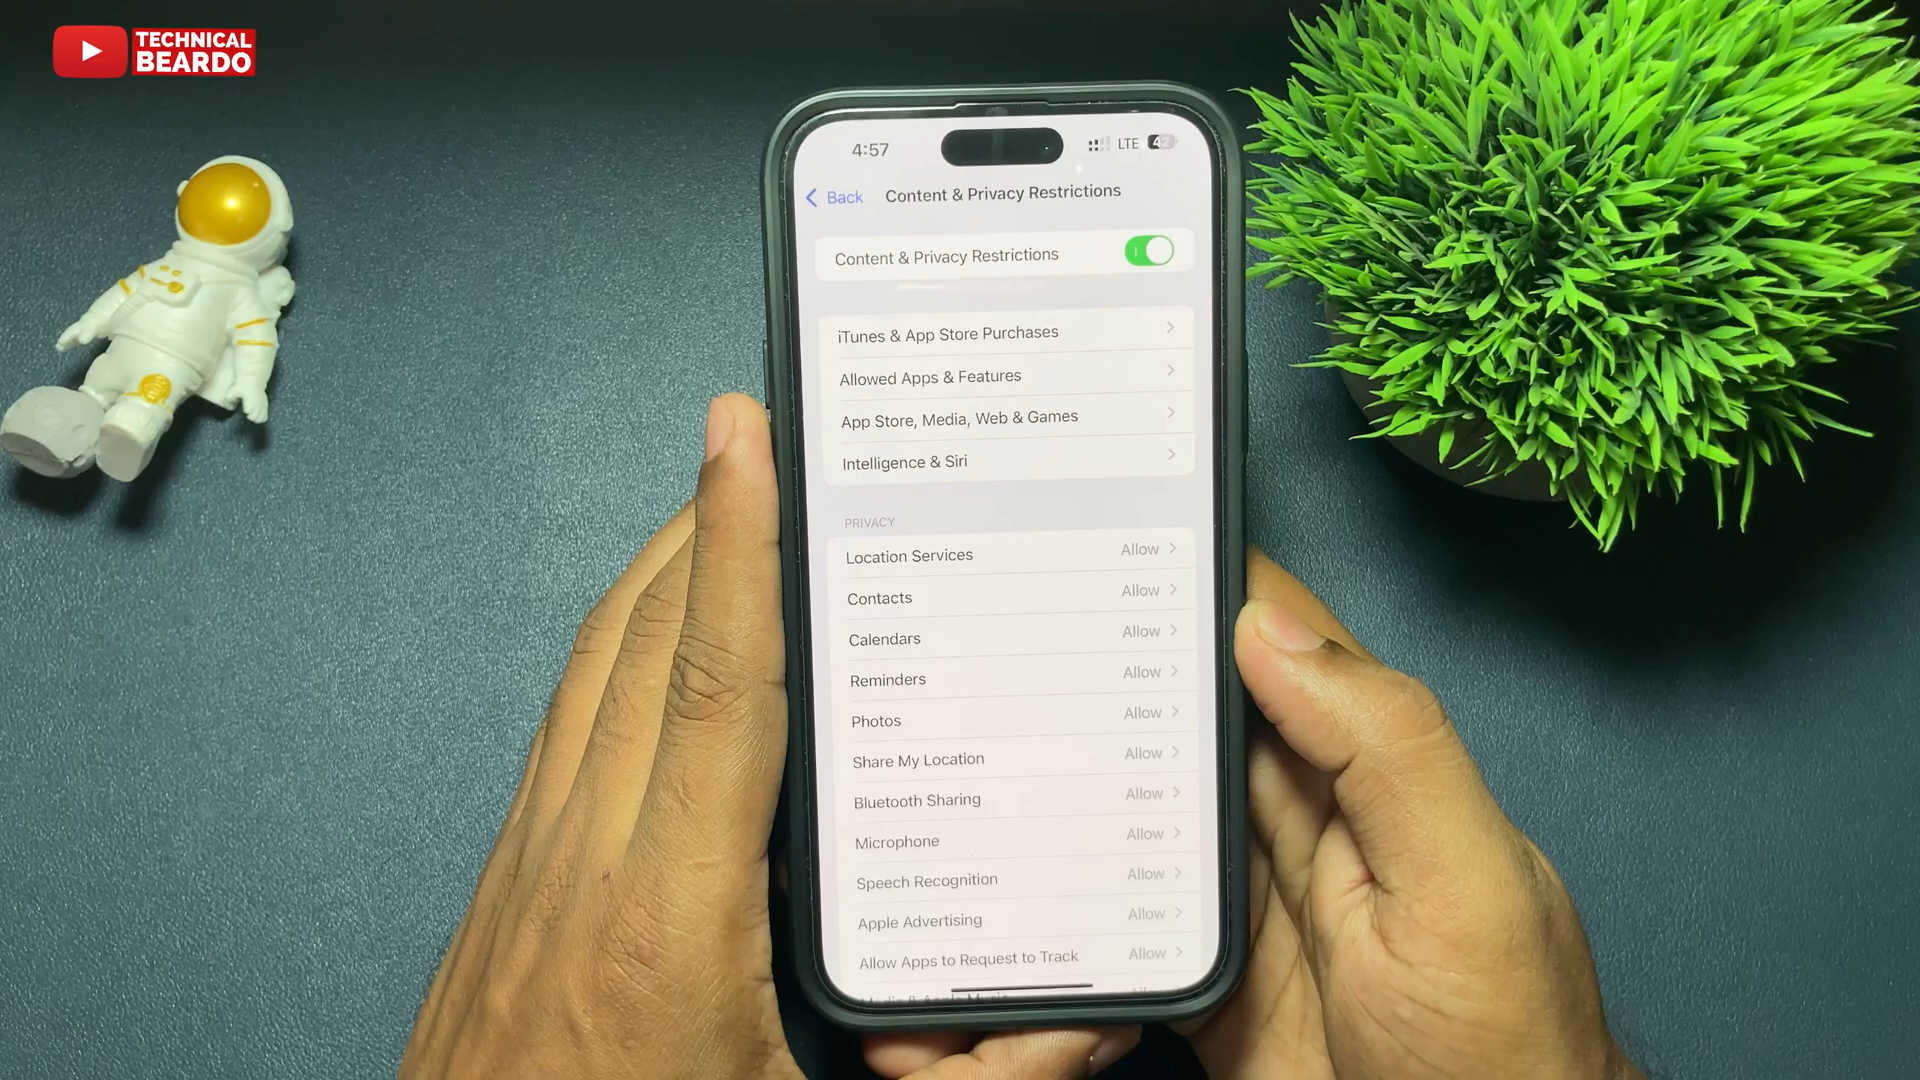 TECHNICAL
BEARDO
4:57
LTE 42
Back Content & Privacy Restrictions
Content & Privacy Restrictions
iTunes & App Store Purchases
Allowed Apps & Features
App Store, Media, Web & Games
Intelligence & Siri
PRIVACY
Location Services Allow
Contacts Allow
Calendars Allow
Reminders Allow
Photos Allow
Share My Location Allow
Bluetooth Sharing Allow
Microphone Allow
Speech Recognition Allow
Apple Advertising Allow
Allow Apps to Request to Track Allow